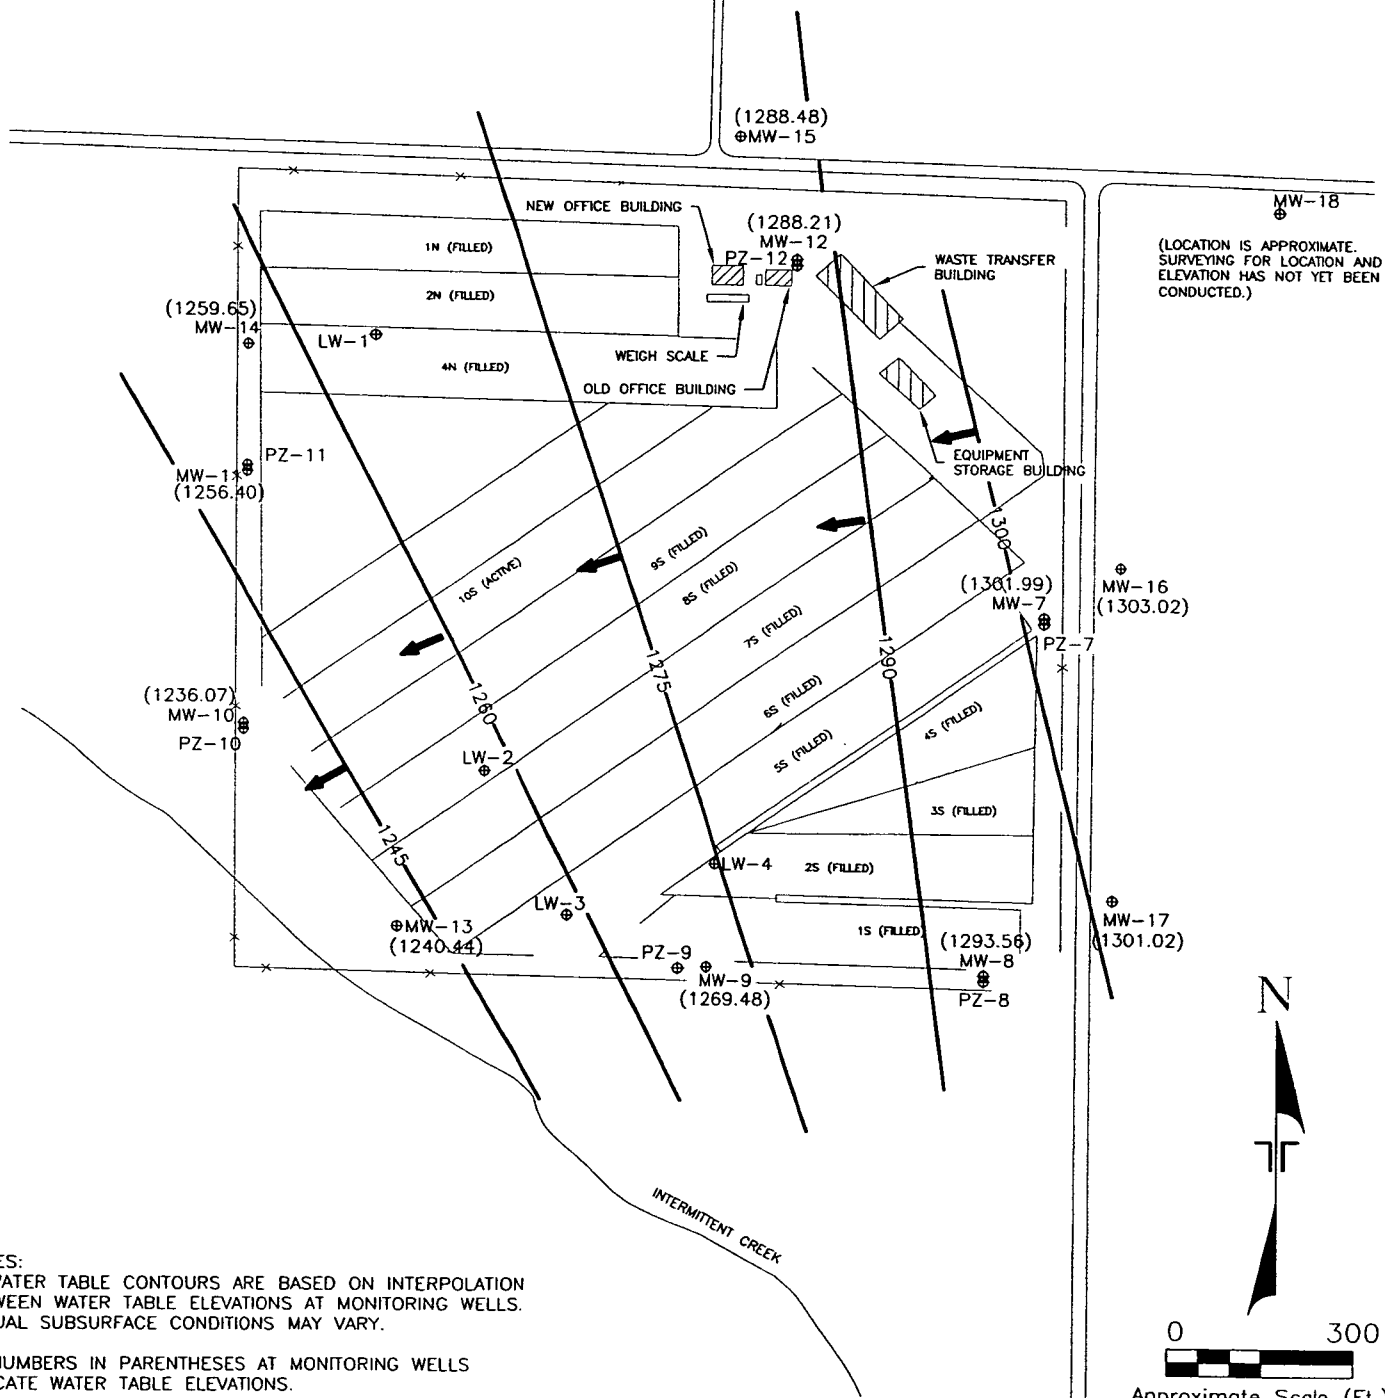 (1288.48)
MW-15
MW-18
(LOCATION IS APPROXIMATE.
SURVEYING FOR LOCATION AND
ELEVATION HAS NOT YET BEEN
CONDUCTED.)
NEW OFFICE BUILDING
(1288.21)
MW-12
PZ-12
WASTE TRANSFER
BUILDING
1N (FILLED)
2N (FILLED)
(1259.65)
MW-14
LW-1
4N (FILLED)
WEIGH SCALE
OLD OFFICE BUILDING
EQUIPMENT
STORAGE BUILDING
PZ-11
MW-11
(1256.40)
1300
10S (ACTIVE)
9S (FILLED)
8S (FILLED)
7S (FILLED)
6S (FILLED)
5S (FILLED)
4S (FILLED)
3S (FILLED)
2S (FILLED)
1S (FILLED)
(1301.99)
MW-7
PZ-7
MW-16
(1303.02)
1290
1275
1260
1245
(1236.07)
MW-10
PZ-10
LW-2
LW-4
LW-3
MW-13
(1240.44)
PZ-9
MW-9
(1269.48)
(1293.56)
MW-8
PZ-8
MW-17
(1301.02)
N
INTERMITTENT CREEK
ES:
WATER TABLE CONTOURS ARE BASED ON INTERPOLATION
WEEN WATER TABLE ELEVATIONS AT MONITORING WELLS.
UAL SUBSURFACE CONDITIONS MAY VARY.
NUMBERS IN PARENTHESES AT MONITORING WELLS
CATE WATER TABLE ELEVATIONS.
0 300
Approximate Scale (Ft.)